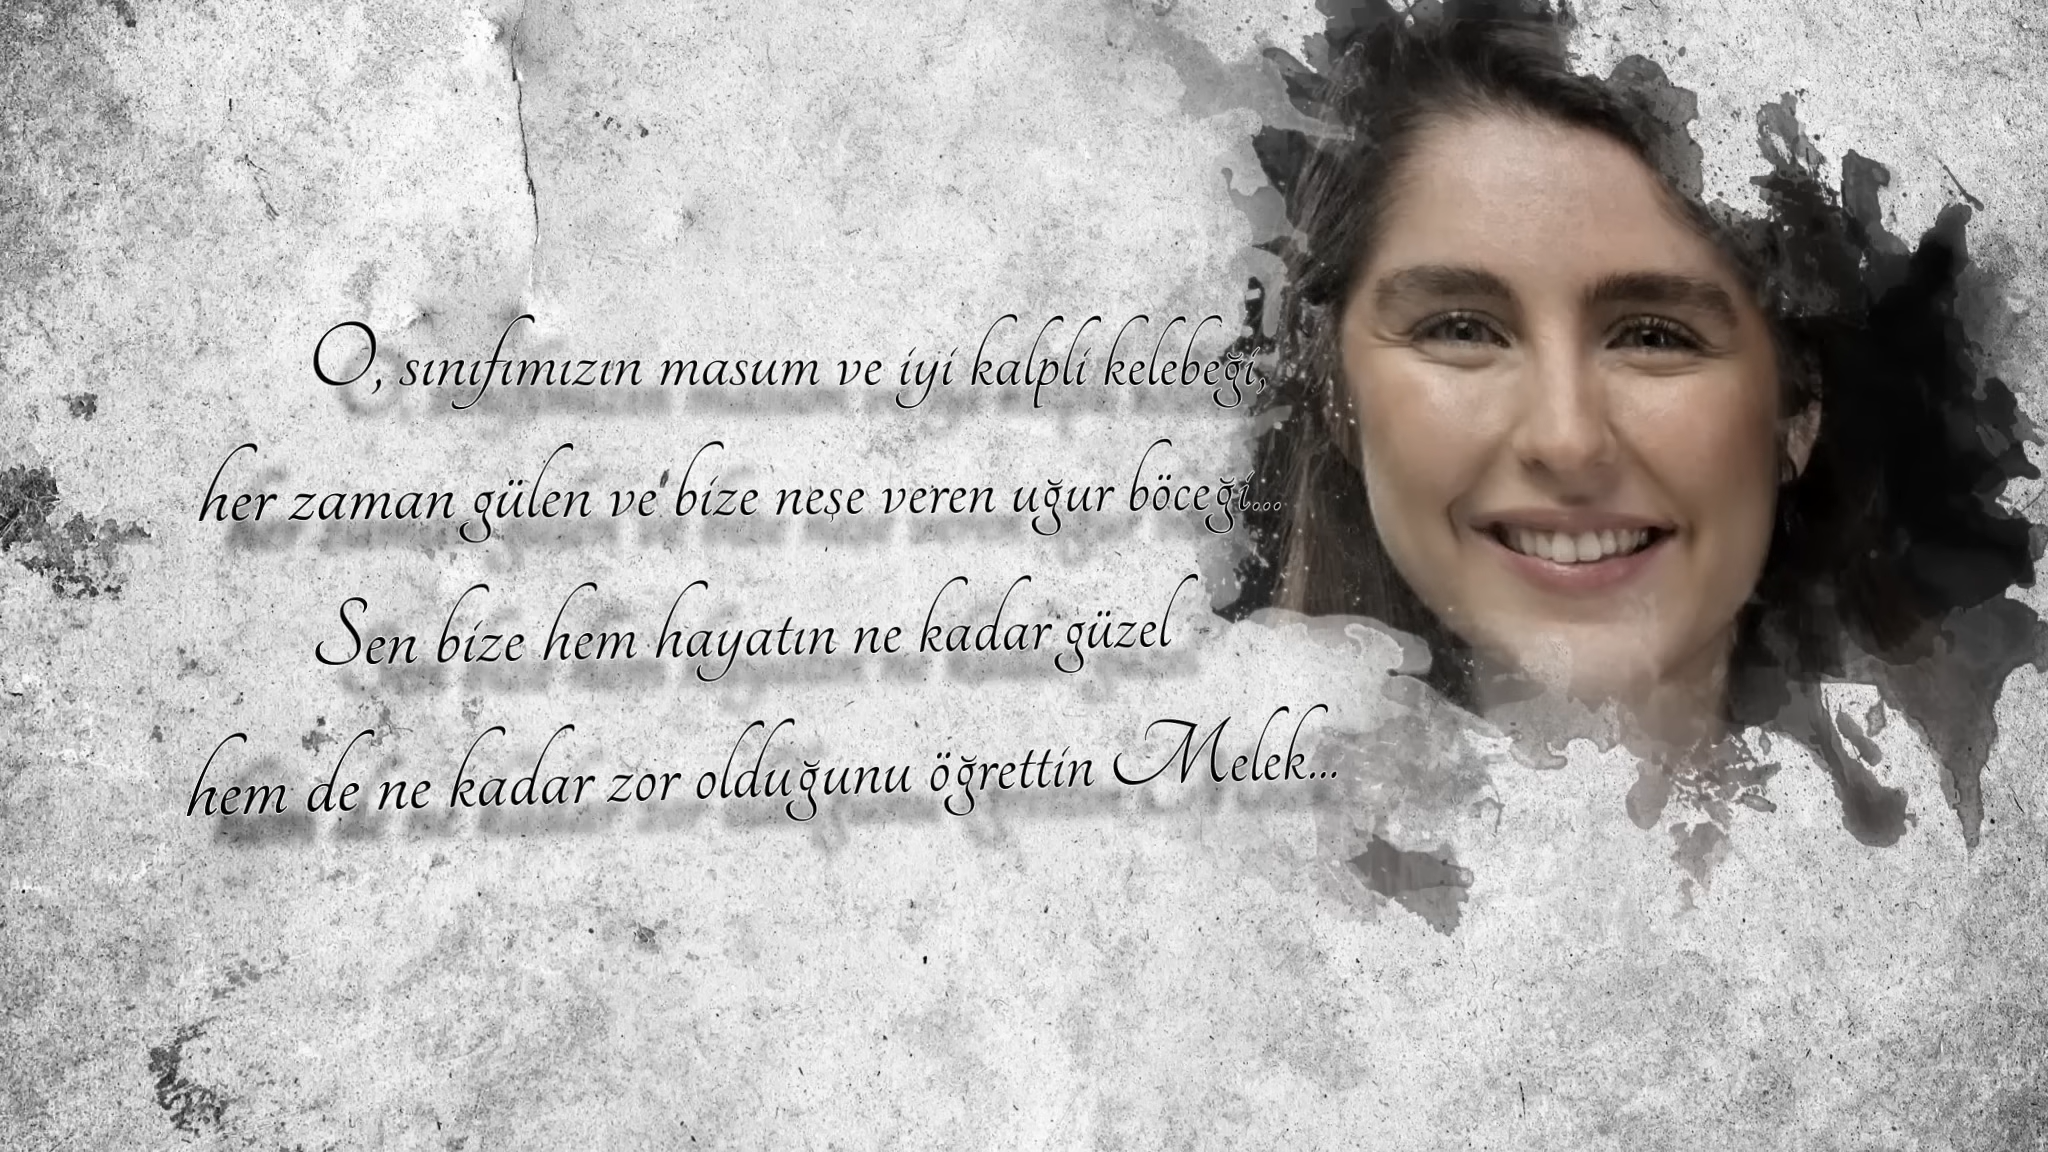 O, sınıfımızın masum ve iyi kalpli kelebeği,
her zaman gülen ve bize neşe veren uğur böceği...
Sen bize hem hayatın ne kadar güzel
hem de ne kadar zor olduğunu öğrettin Melek...